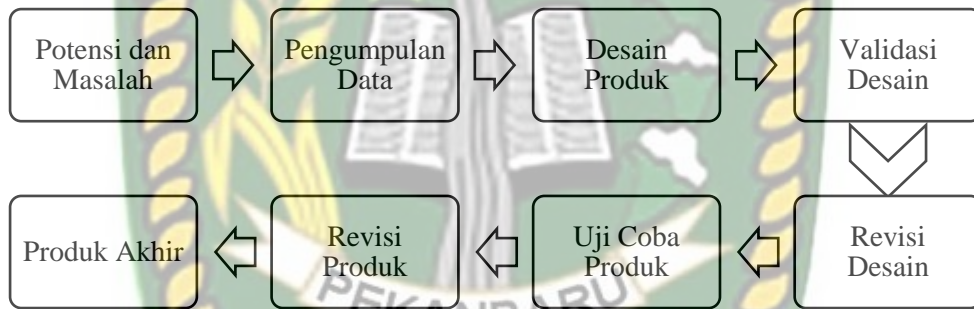 Potensi dan
Masalah
Pengumpulan
Data
Desain
Produk
Validasi
Desain
Revisi
Desain
Uji Coba
Produk
Revisi
Produk
Produk Akhir
PEKANBARU